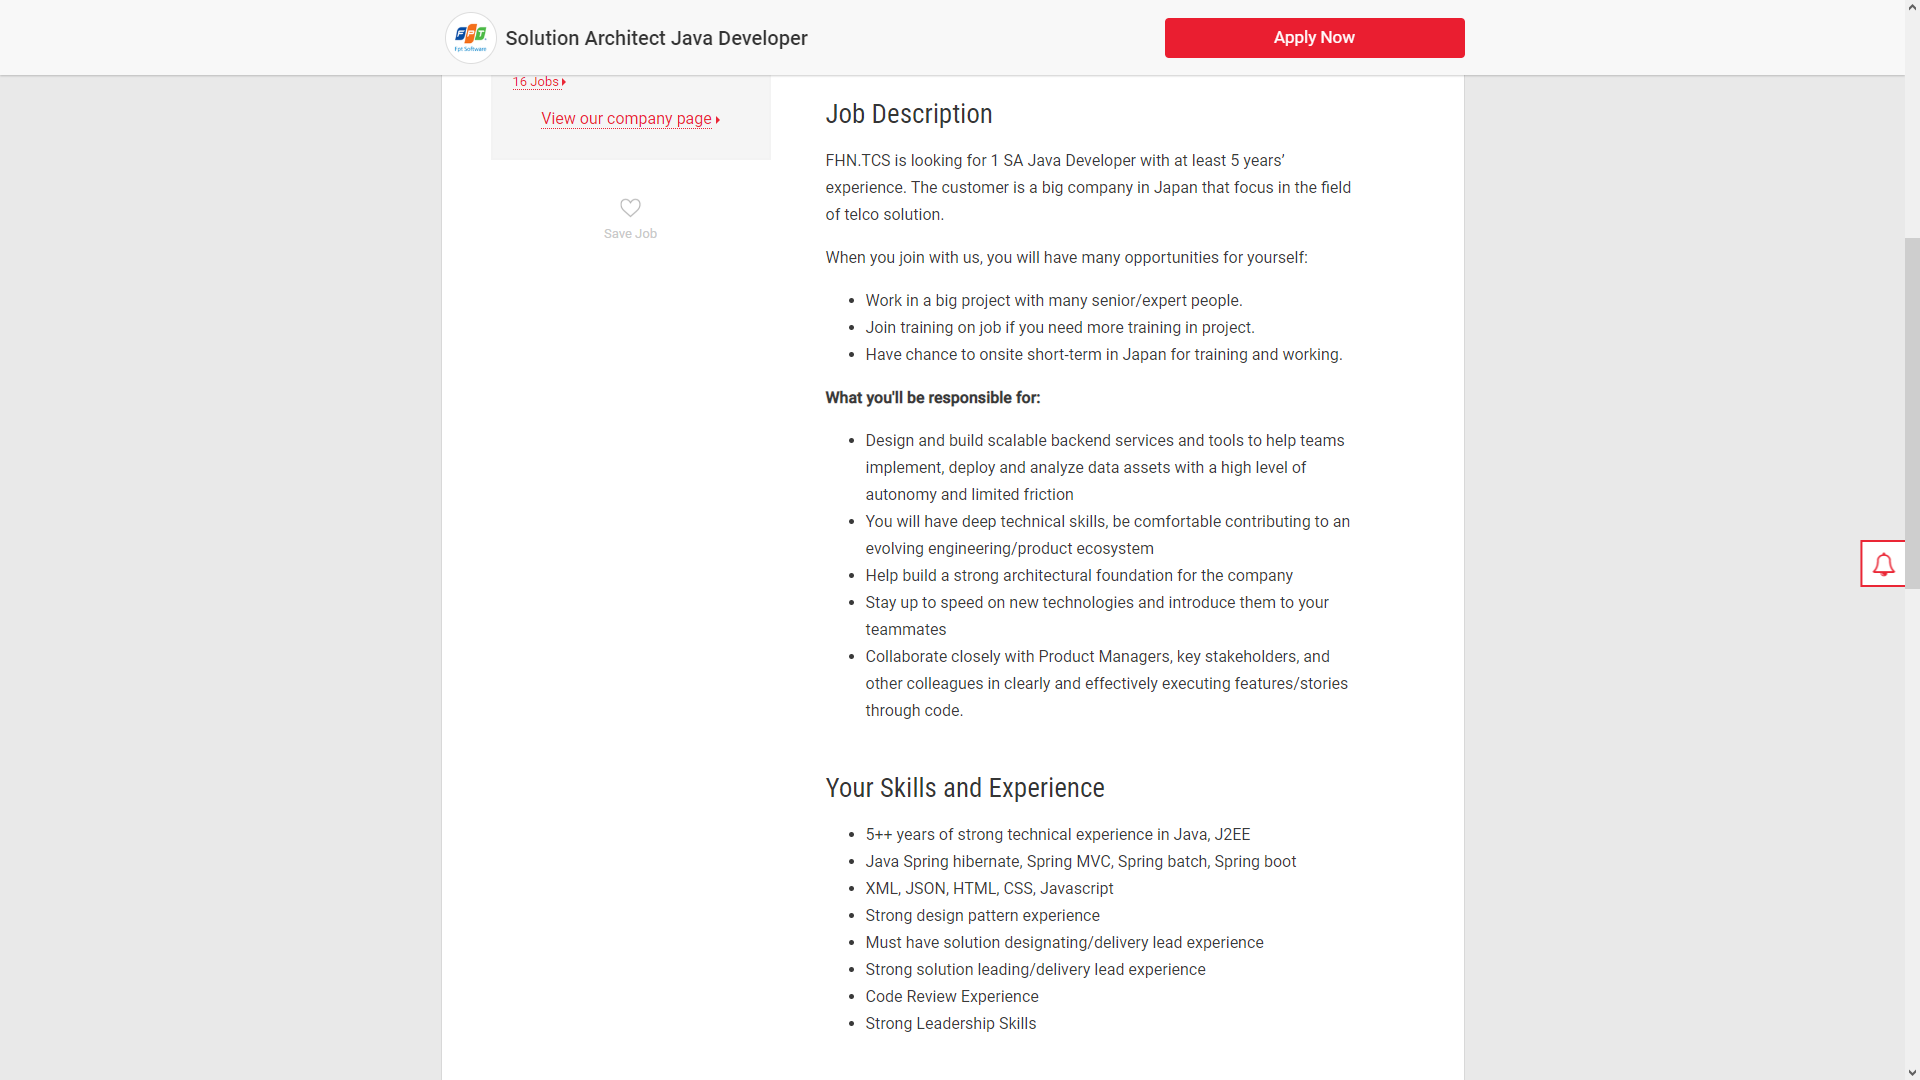 FPT
Fpt Software
Solution Architect Java Developer
Apply Now
16 Jobs
View our company page
Save Job
Job Description
FHN.TCS is looking for 1 SA Java Developer with at least 5 years’
experience. The customer is a big company in Japan that focus in the field
of telco solution.
When you join with us, you will have many opportunities for yourself:
• Work in a big project with many senior/expert people.
• Join training on job if you need more training in project.
• Have chance to onsite short-term in Japan for training and working.
What you'll be responsible for:
• Design and build scalable backend services and tools to help teams
implement, deploy and analyze data assets with a high level of
autonomy and limited friction
• You will have deep technical skills, be comfortable contributing to an
evolving engineering/product ecosystem
• Help build a strong architectural foundation for the company
• Stay up to speed on new technologies and introduce them to your
teammates
• Collaborate closely with Product Managers, key stakeholders, and
other colleagues in clearly and effectively executing features/stories
through code.
Your Skills and Experience
• 5++ years of strong technical experience in Java, J2EE
• Java Spring hibernate, Spring MVC, Spring batch, Spring boot
• XML, JSON, HTML, CSS, Javascript
• Strong design pattern experience
• Must have solution designating/delivery lead experience
• Strong solution leading/delivery lead experience
• Code Review Experience
• Strong Leadership Skills